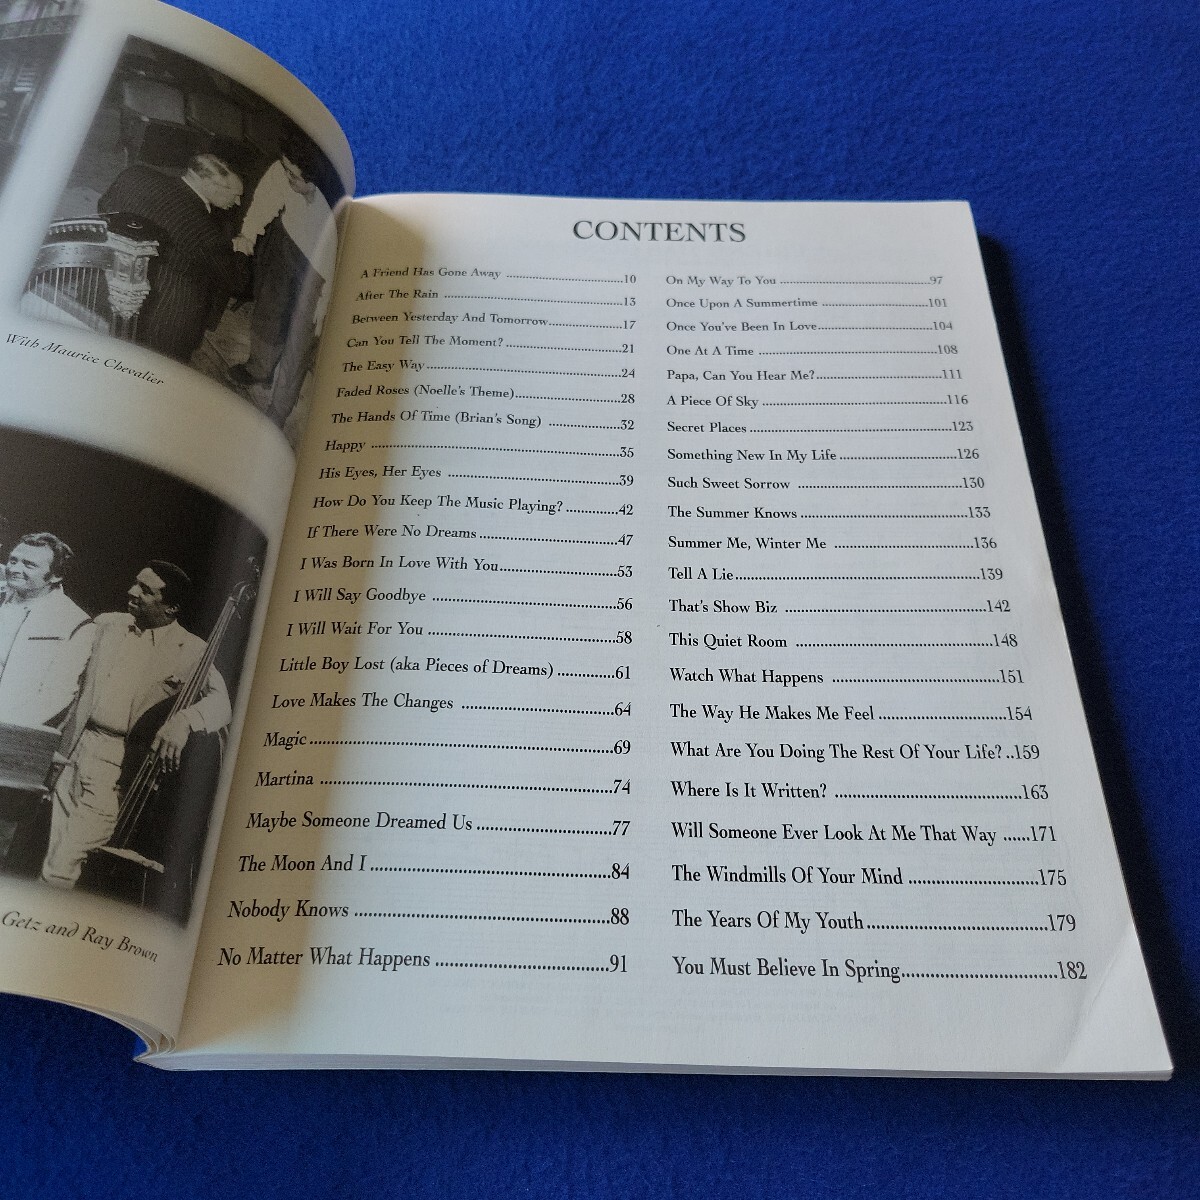 With Maurice Chevalier
Getz and Ray Brown
CONTENTS
A Friend Has Gone Away ..........10
After The Rain ..........13
Between Yesterday And Tomorrow..........17
Can You Tell The Moment? ..........21
The Easy Way..........24
Faded Roses (Noelle's Theme)..........28
The Hands Of Time (Brian's Song) ..........32
Happy ..........35
His Eyes, Her Eyes ..........39
How Do You Keep The Music Playing? ..........42
If There Were No Dreams ..........47
I Was Born In Love With You..........53
I Will Say Goodbye ..........56
I Will Wait For You ..........58
Little Boy Lost (aka Pieces of Dreams) ..........61
Love Makes The Changes ..........64
Magic ..........69
Martina ..........74
Maybe Someone Dreamed Us ..........77
The Moon And I ..........84
Nobody Knows ..........88
No Matter What Happens ..........91
On My Way To You ..........97
Once Upon A Summertime ..........101
Once You've Been In Love..........104
One At A Time ..........108
Papa, Can You Hear Me?..........111
A Piece Of Sky ..........116
Secret Places ..........123
Something New In My Life ..........126
Such Sweet Sorrow ..........130
The Summer Knows ..........133
Summer Me, Winter Me ..........136
Tell A Lie..........139
That's Show Biz ..........142
This Quiet Room ..........148
Watch What Happens ..........151
The Way He Makes Me Feel ..........154
What Are You Doing The Rest Of Your Life? ..159
Where Is It Written? ..........163
Will Someone Ever Look At Me That Way ......171
The Windmills Of Your Mind ..........175
The Years Of My Youth..........179
You Must Believe In Spring..........182